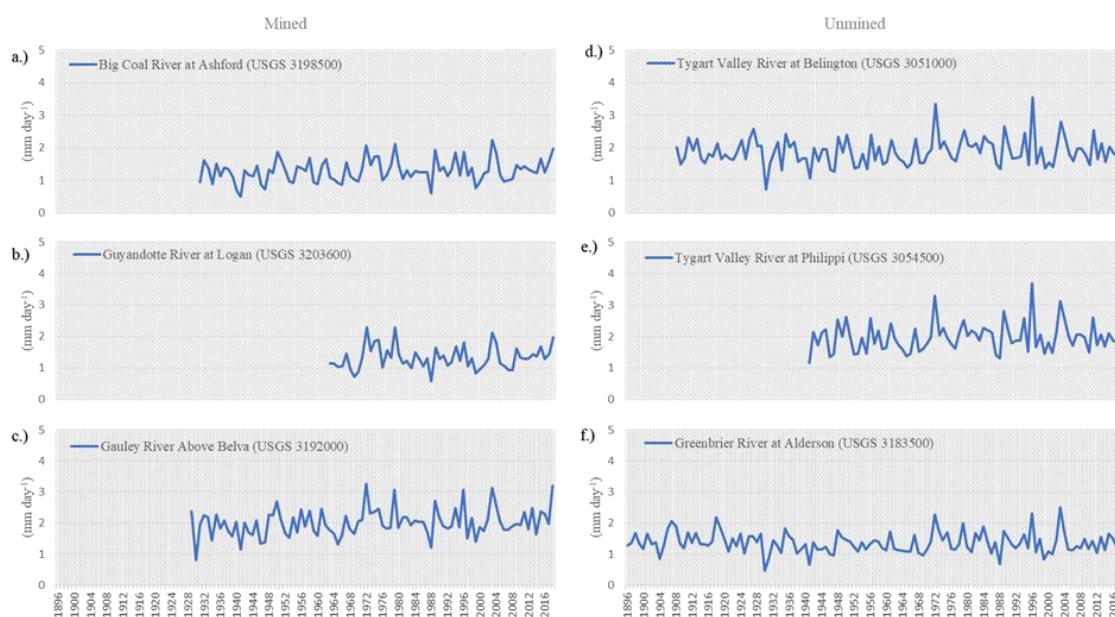 Mined
Unmined
a.)
5
4
3
2
1
0
(mm day-1)
Big Coal River at Ashford (USGS 3198500)
d.)
5
4
3
2
1
0
(mm day-1)
Tygart Valley River at Belington (USGS 3051000)
b.)
5
4
3
2
1
0
(mm day-1)
Guyandotte River at Logan (USGS 3203600)
e.)
5
4
3
2
1
0
(mm day-1)
Tygart Valley River at Philippi (USGS 3054500)
c.)
5
4
3
2
1
0
(mm day-1)
Gauley River Above Belva (USGS 3192000)
1896 1900 1904 1908 1912 1916 1920 1924 1928 1932 1936 1940 1944 1948 1952 1956 1960 1964 1968 1972 1976 1980 1984 1988 1992 1996 2000 2004 2008 2012 2016
f.)
5
4
3
2
1
0
(mm day-1)
Greenbrier River at Alderson (USGS 3183500)
1896 1900 1904 1908 1912 1916 1920 1924 1928 1932 1936 1940 1944 1948 1952 1956 1960 1964 1968 1972 1976 1980 1984 1988 1992 1996 2000 2004 2008 2012 2016